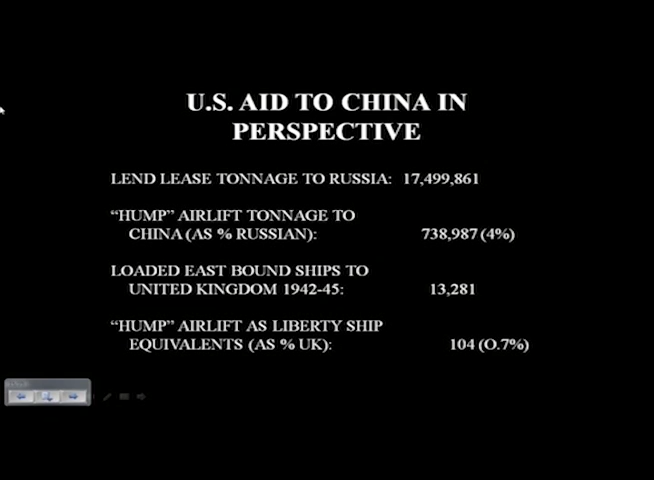 U.S. AID TO CHINA IN
PERSPECTIVE
LEND LEASE TONNAGE TO RUSSIA: 17,499,861
“HUMP” AIRLIFT TONNAGE TO
CHINA (AS % RUSSIAN): 738,987 (4%)
LOADED EAST BOUND SHIPS TO
UNITED KINGDOM 1942-45: 13,281
“HUMP” AIRLIFT AS LIBERTY SHIP
EQUIVALENTS (AS % UK): 104 (O.7%)